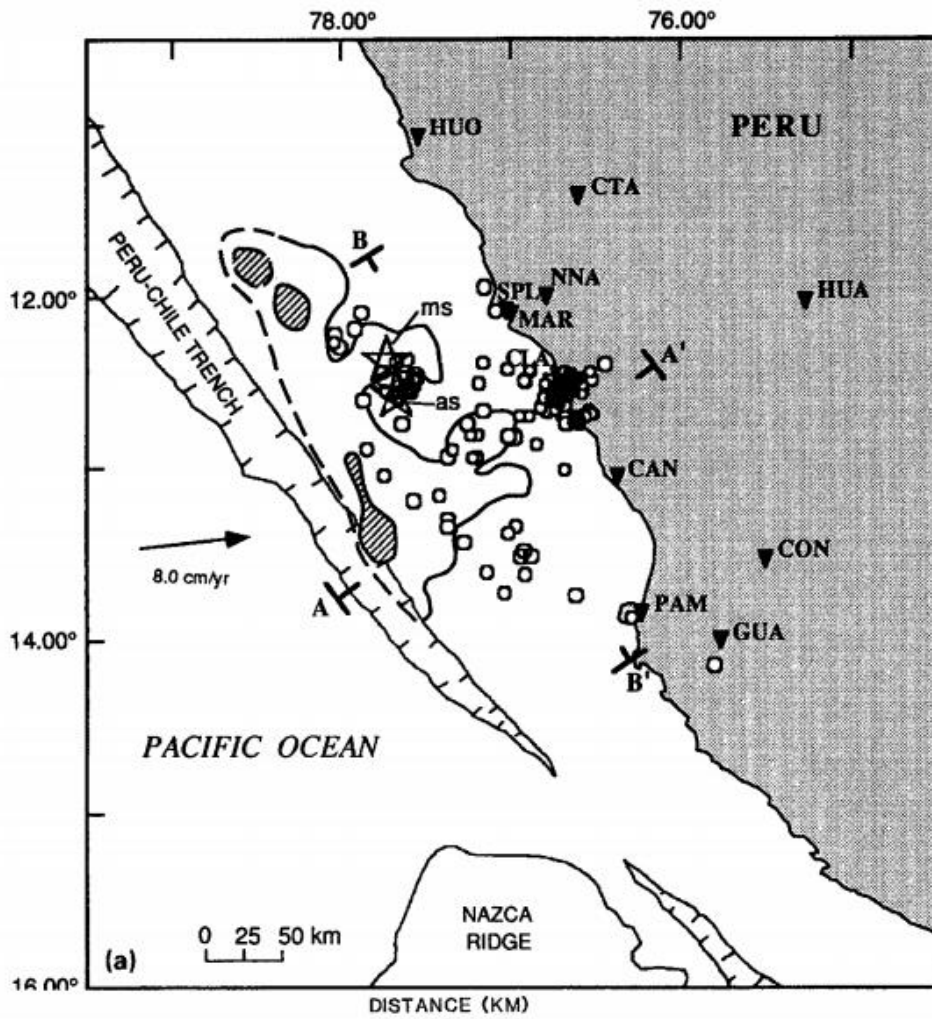 78.00° 76.00°
HUO
PERU
CTA
B
PERU-CHILE TRENCH
NNA
SPL
HUA
12.00°
ms
MAR
A'
CLA
as
CAN
CON
8.0 cm/yr
A
PAM
14.00°
GUA
B'
PACIFIC OCEAN
NAZCA
RIDGE
0 25 50 km
(a)
16.00°
DISTANCE (KM)